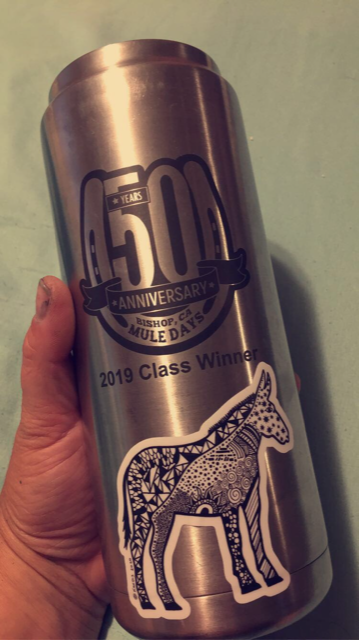 ★ YEARS
50
★ANNIVERSARY★
BISHOP, CA
MULE DAYS
2019 Class Winner